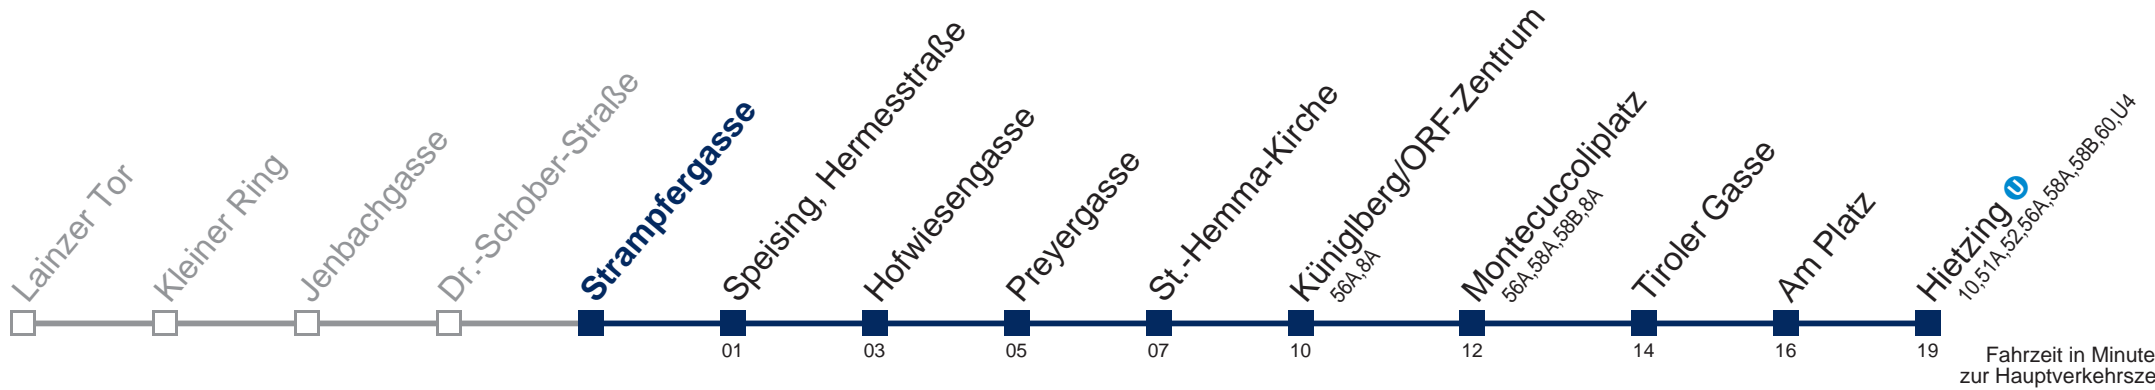 Lainzer Tor
Kleiner Ring
Jenbachgasse
Dr.-Schober-Straße
Strampfergasse
Speising, Hermesstraße
Hofwiesengasse
Preyergasse
St.-Hemma-Kirche
Küniglberg/ORF-Zentrum
56A,8A
Montecuccoliplatz
56A,58A,58B,8A
Tiroler Gasse
Am Platz
Hietzing U
10,51A,52,56A,58A,58B,60,U4
01 03 05 07 10 12 14 16 19
Fahrzeit in Minute
zur Hauptverkehrsze